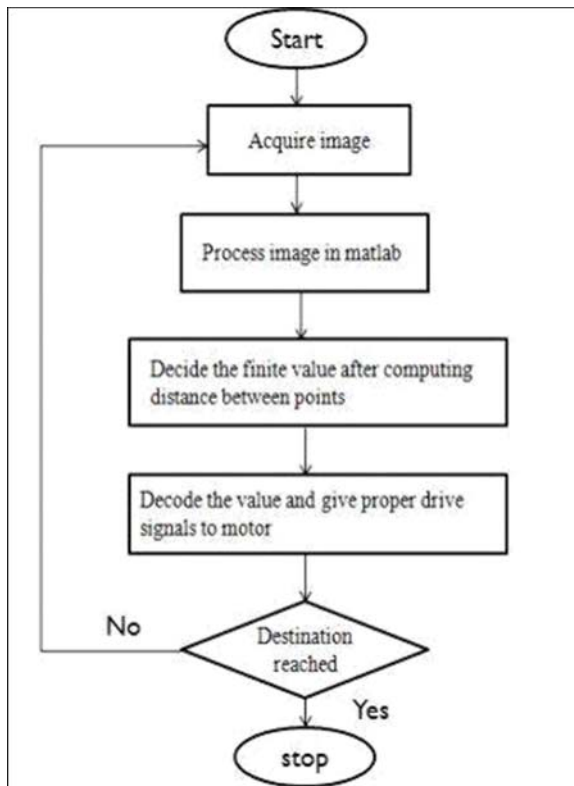 Start
Acquire image
Process image in matlab
Decide the finite value after computing
distance between points
Decode the value and give proper drive
signals to motor
Destination
reached
No
Yes
stop